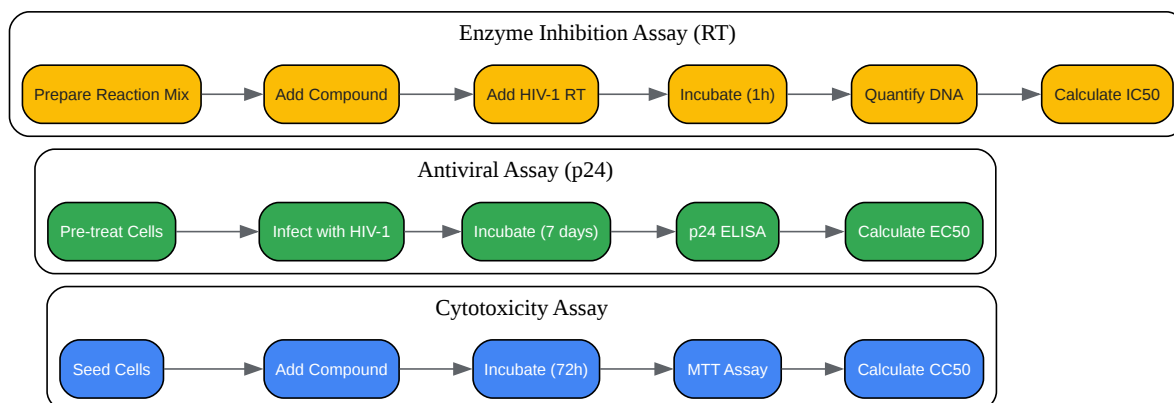 Enzyme Inhibition Assay (RT)
Prepare Reaction Mix
Add Compound
Add HIV-1 RT
Incubate (1h)
Quantify DNA
Calculate IC50
Antiviral Assay (p24)
Pre-treat Cells
Infect with HIV-1
Incubate (7 days)
p24 ELISA
Calculate EC50
Cytotoxicity Assay
Seed Cells
Add Compound
Incubate (72h)
MTT Assay
Calculate CC50